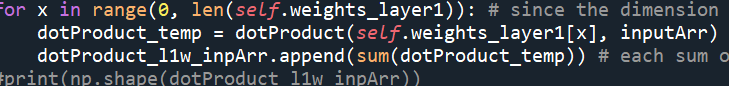 for x in range(0, len(self.weights_layer1)): # since the dimension
dotProduct_temp = dotProduct(self.weights_layer1[x], inputArr)
dotProduct_l1w_inpArr.append(sum(dotProduct_temp)) # each sum o
#print(np.shape(dotProduct_l1w_inpArr))